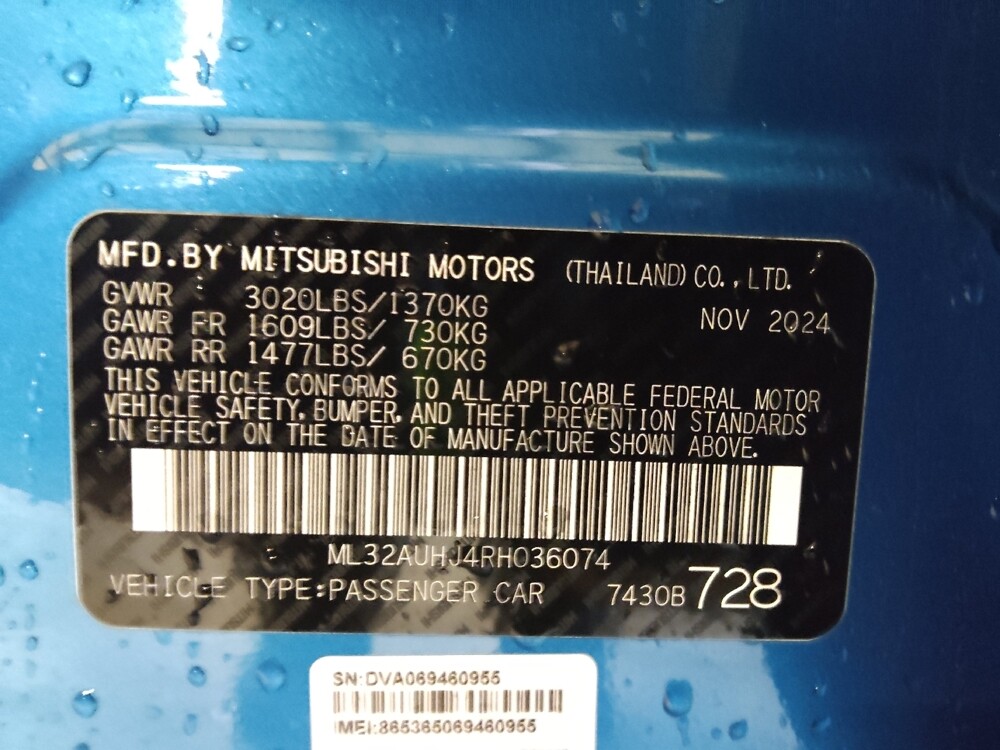 MFD.BY MITSUBISHI MOTORS (THAILAND) CO., LTD.
GVWR : 3020LBS/1370KG
NOV 2024
GAWR FR 1609LBS/ 730KG
GAWR RR 1477LBS/ 670KG
THIS VEHICLE CONFORMS TO ALL APPLICABLE FEDERAL MOTOR
VEHICLE SAFETY, BUMPER, AND THEFT PREVENTION STANDARDS
IN EFFECT ON THE DATE OF MANUFACTURE SHOWN ABOVE.
ML32AUHJ4RH036074
VEHICLE TYPE:PASSENGER CAR 7430B 728
SN:DVA069460955
IMEI:865365069460955